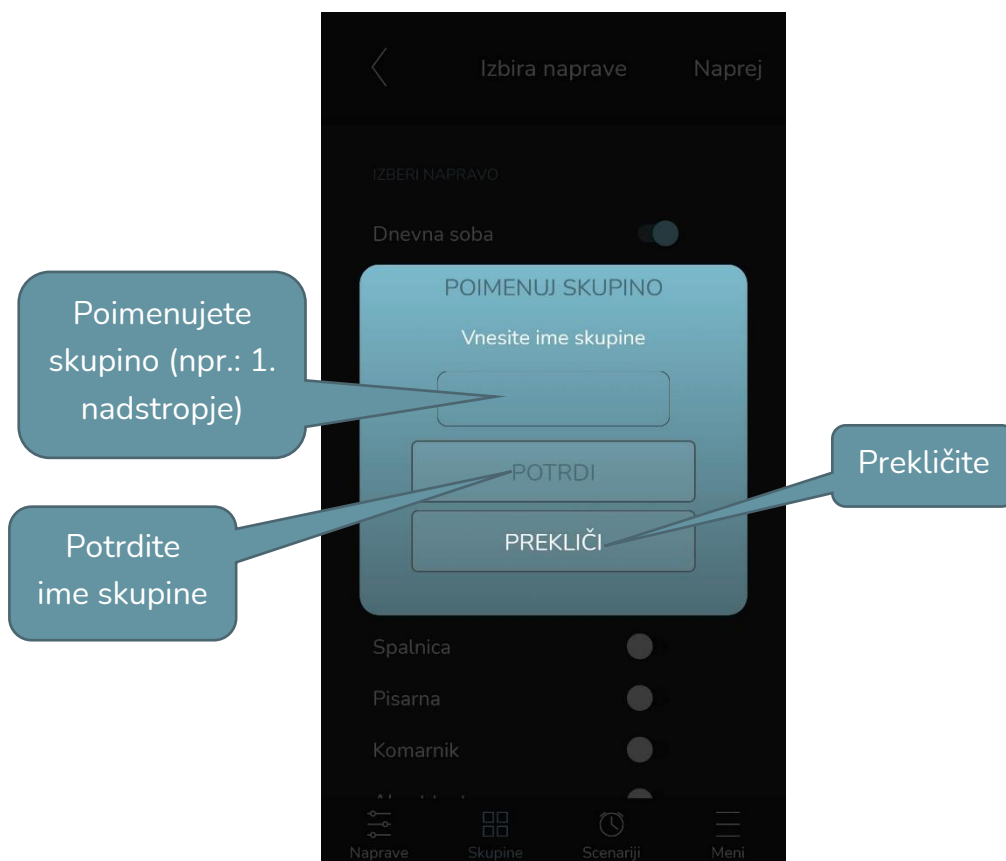 Izbira naprave
Naprej
IZBERI NAPRAVO
Dnevna soba
POIMENUJ SKUPINO
Vnesite ime skupine
POTRDI
PREKLIČI
Poimenujete
skupino (npr.: 1.
nadstropje)
Potrdite
ime skupine
Prekličite
Spalnica
Pisarna
Komarnik
Naprave
Skupine
Scenariji
Meni